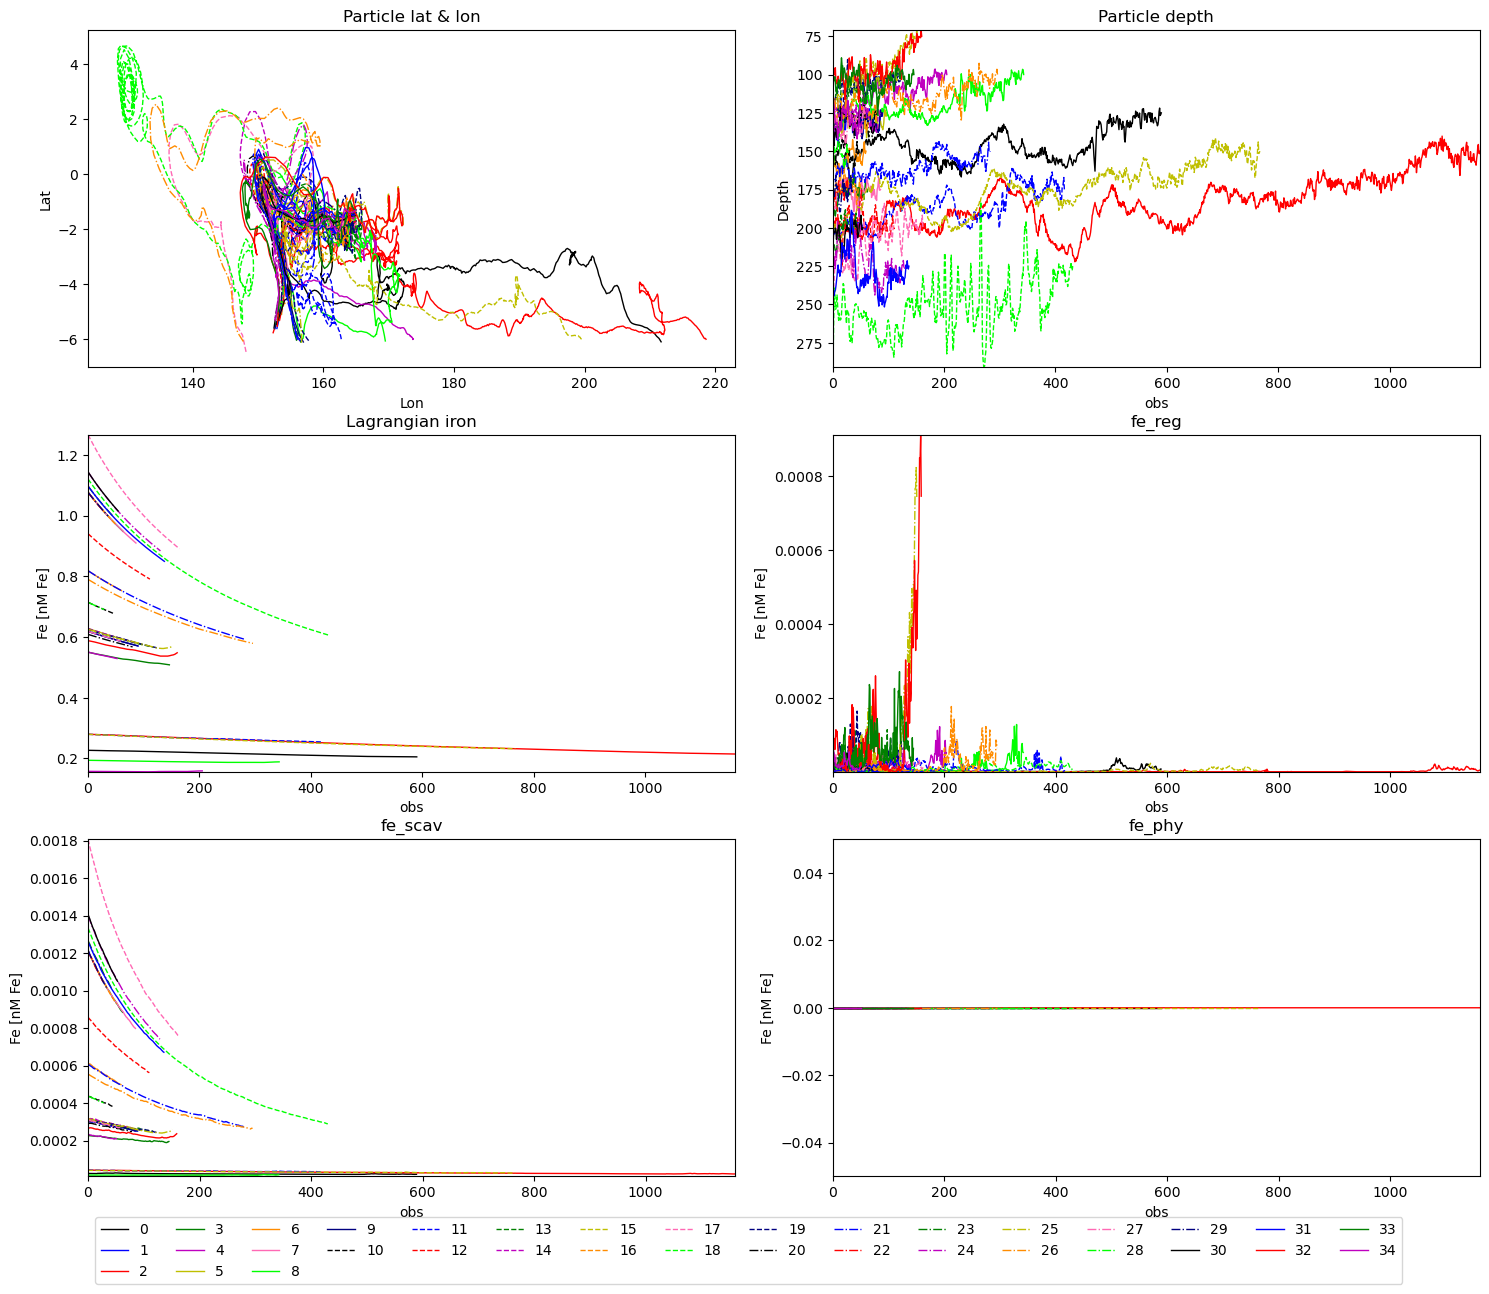 Particle lat & lon
Lat
4
2
0
−2
−4
−6
140 160 180 200 220
Lon
Particle depth
Depth
75
100
125
150
175
200
225
250
275
0 200 400 600 800 1000
obs
Lagrangian iron
Fe [nM Fe]
1.2
1.0
0.8
0.6
0.4
0.2
0 200 400 600 800 1000
obs
fe_reg
Fe [nM Fe]
0.0008
0.0006
0.0004
0.0002
0 200 400 600 800 1000
obs
fe_scav
Fe [nM Fe]
0.0018
0.0016
0.0014
0.0012
0.0010
0.0008
0.0006
0.0004
0.0002
0 200 400 600 800 1000
obs
fe_phy
Fe [nM Fe]
0.04
0.02
0.00
−0.02
−0.04
0 200 400 600 800 1000
obs
0 3 6 9 11 13 15 17 19 21 23 25 27 29 31 33
1 4 7 10 12 14 16 18 20 22 24 26 28 30 32 34
2 5 8